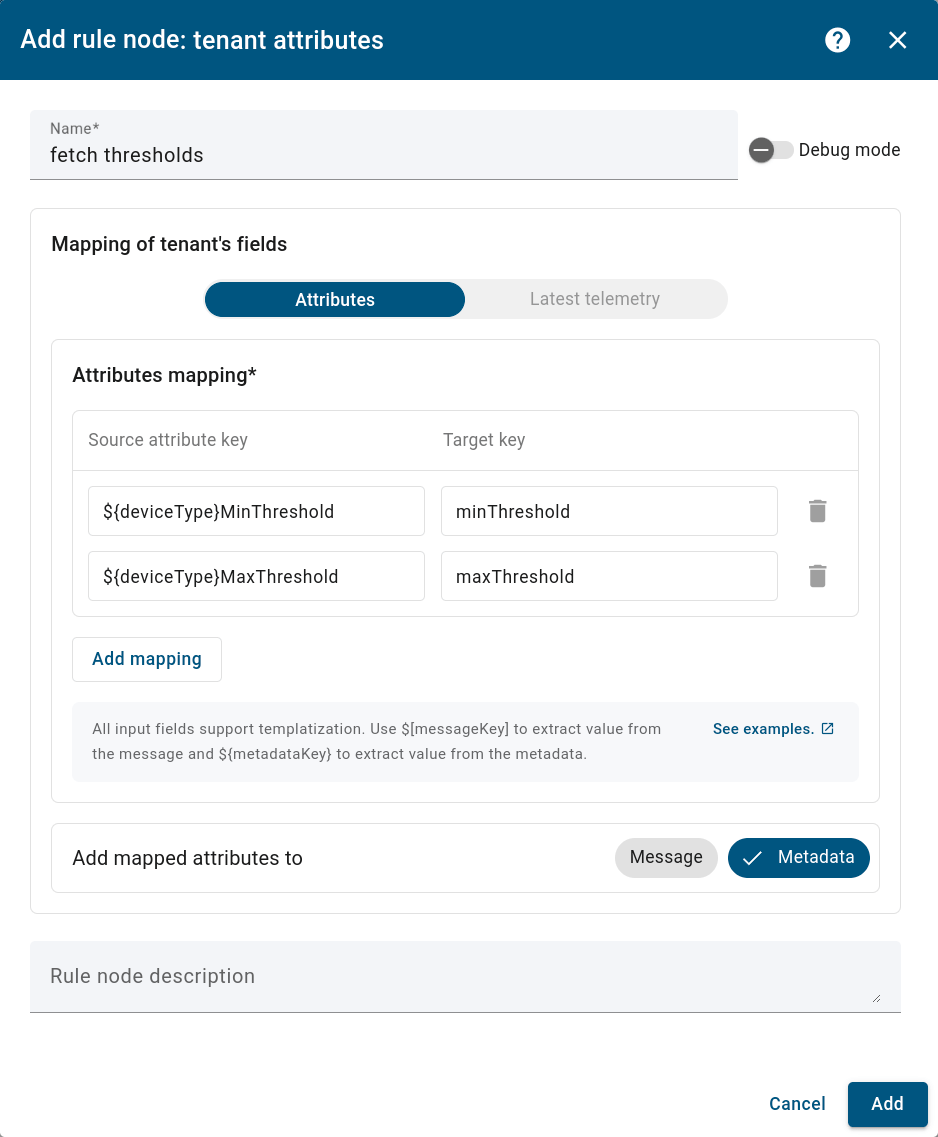 Add rule node: tenant attributes
Name*
fetch thresholds
Debug mode
Mapping of tenant's fields
Attributes
Latest telemetry
Attributes mapping*
Source attribute key
Target key
${deviceType}MinThreshold
minThreshold
${deviceType}MaxThreshold
maxThreshold
Add mapping
All input fields support templatization. Use $[messageKey] to extract value from
the message and ${metadataKey} to extract value from the metadata.
See examples.
Add mapped attributes to
Message
Metadata
Rule node description
Cancel
Add